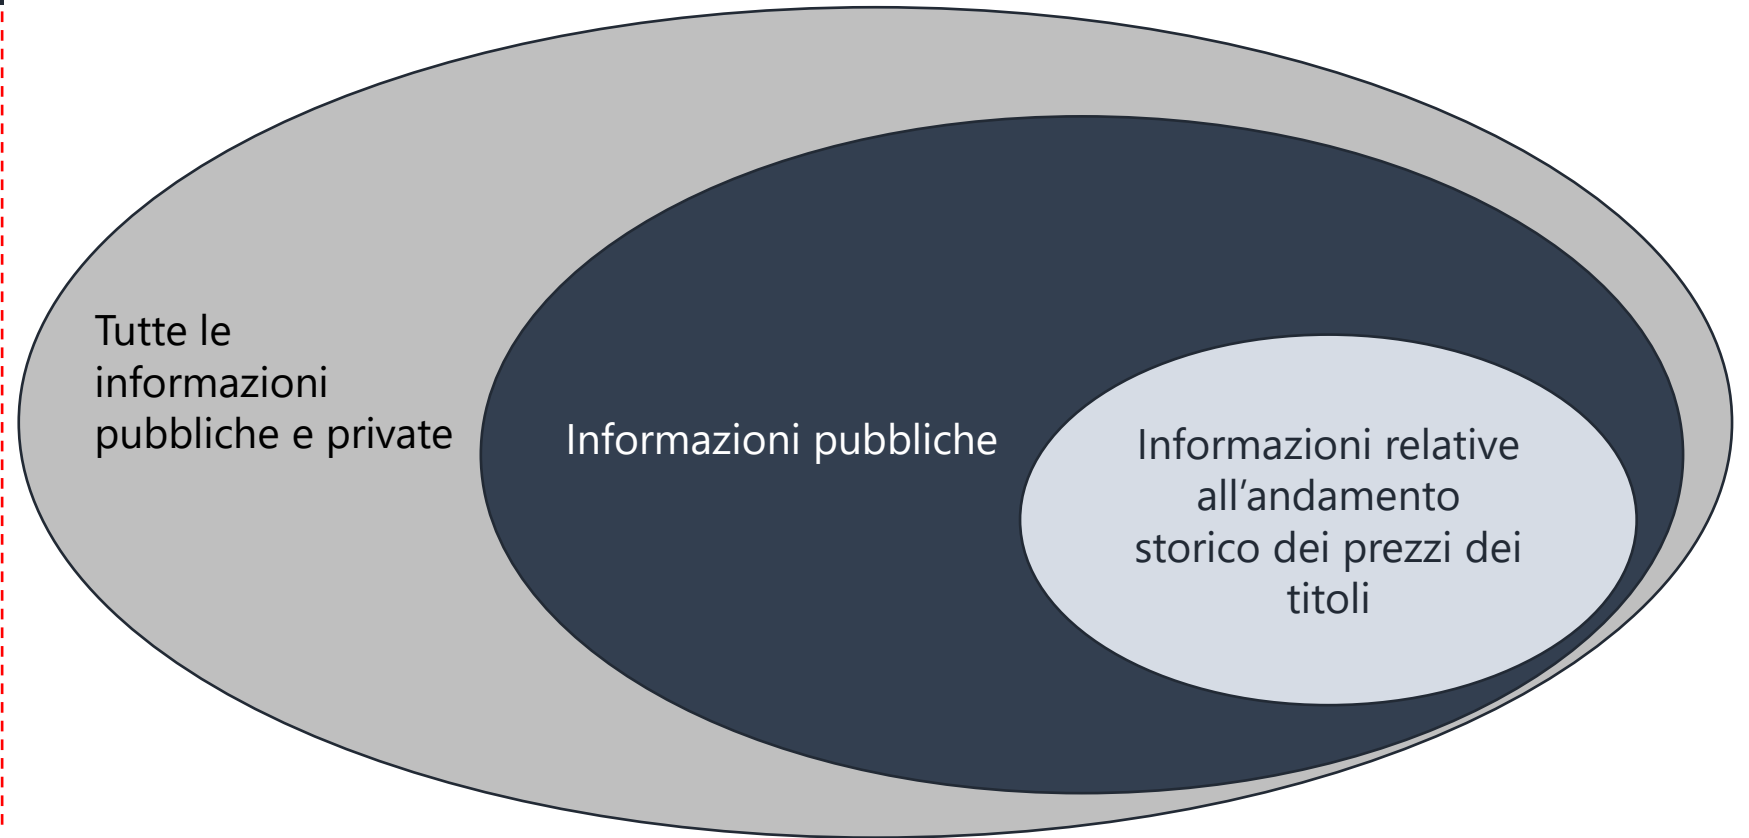 Tutte le
informazioni
pubbliche e private
Informazioni pubbliche
Informazioni relative
all’andamento
storico dei prezzi dei
titoli